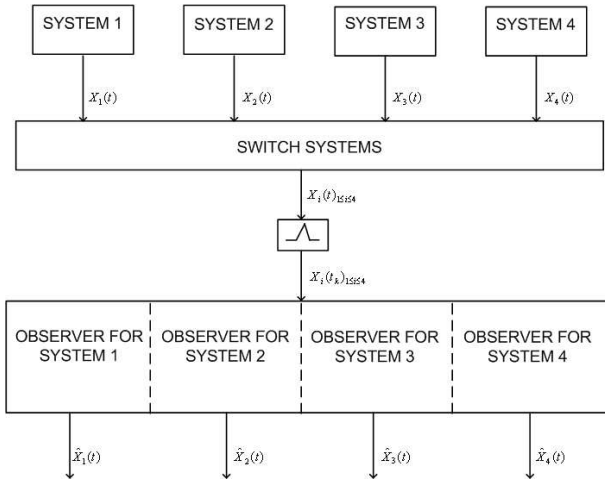 SYSTEM 1 SYSTEM 2 SYSTEM 3 SYSTEM 4
X₁(t) X₂(t) X₃(t) X₄(t)
SWITCH SYSTEMS
Xᵢ(t)₁≤ᵢ≤₄
Xᵢ(tₖ)₁≤ᵢ≤₄
OBSERVER FOR SYSTEM 1
OBSERVER FOR SYSTEM 2
OBSERVER FOR SYSTEM 3
OBSERVER FOR SYSTEM 4
X̂₁(t) X̂₂(t) X̂₃(t) X̂₄(t)